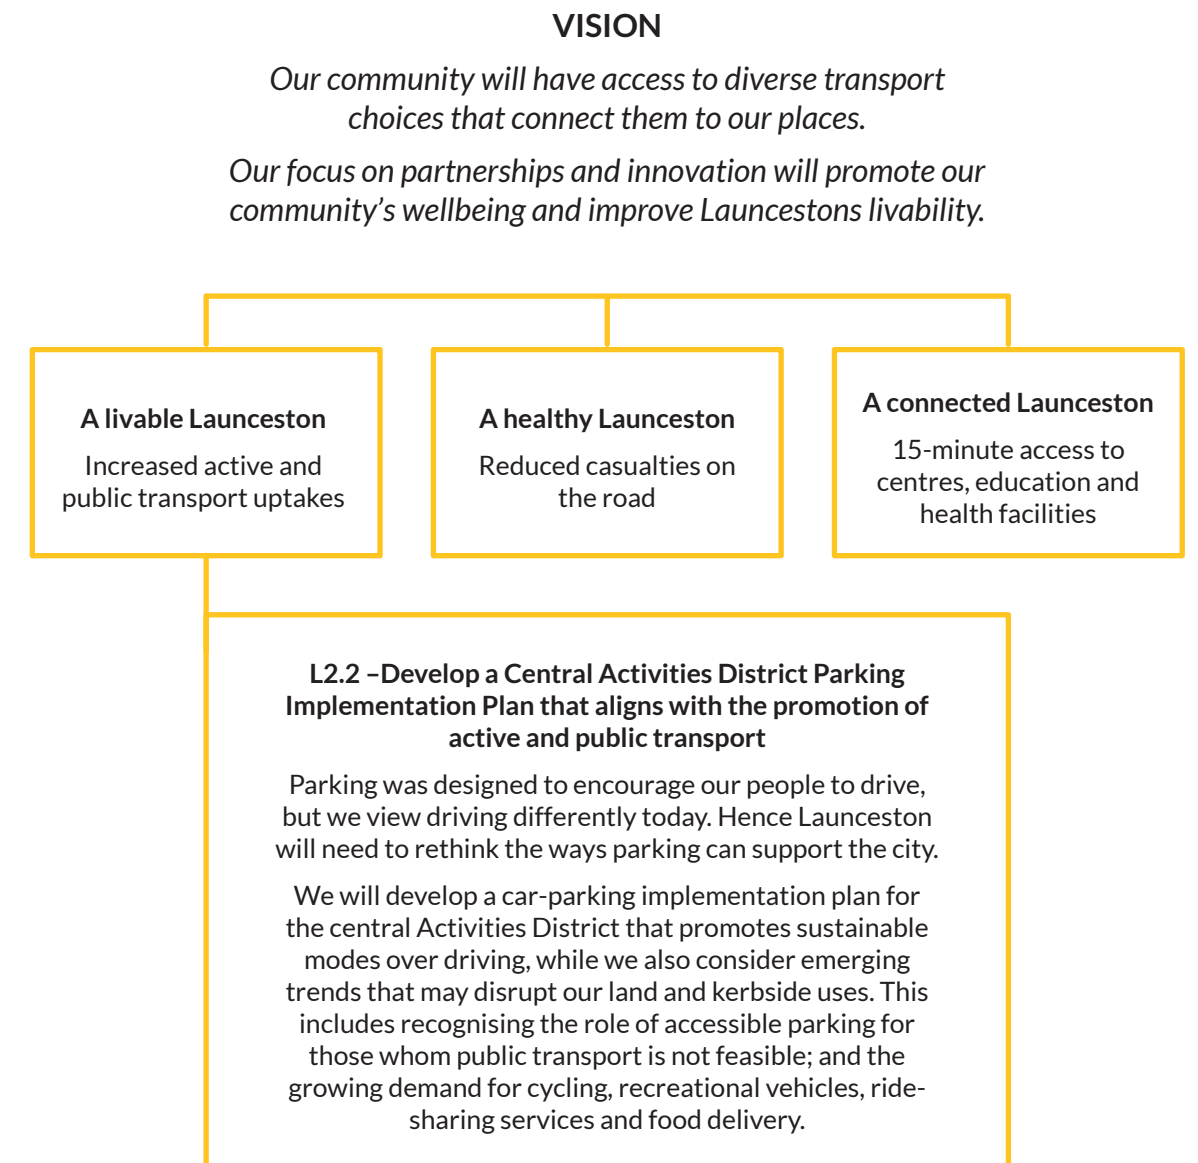 VISION
Our community will have access to diverse transport
choices that connect them to our places.
Our focus on partnerships and innovation will promote our
community's wellbeing and improve Launcestons livability.
A livable Launceston
Increased active and
public transport uptakes
A healthy Launceston
Reduced casualties on
the road
A connected Launceston
15-minute access to
centres, education and
health facilities
L2.2 –Develop a Central Activities District Parking
Implementation Plan that aligns with the promotion of
active and public transport
Parking was designed to encourage our people to drive,
but we view driving differently today. Hence Launceston
will need to rethink the ways parking can support the city.
We will develop a car-parking implementation plan for
the central Activities District that promotes sustainable
modes over driving, while we also consider emerging
trends that may disrupt our land and kerbside uses. This
includes recognising the role of accessible parking for
those whom public transport is not feasible; and the
growing demand for cycling, recreational vehicles, ride-
sharing services and food delivery.